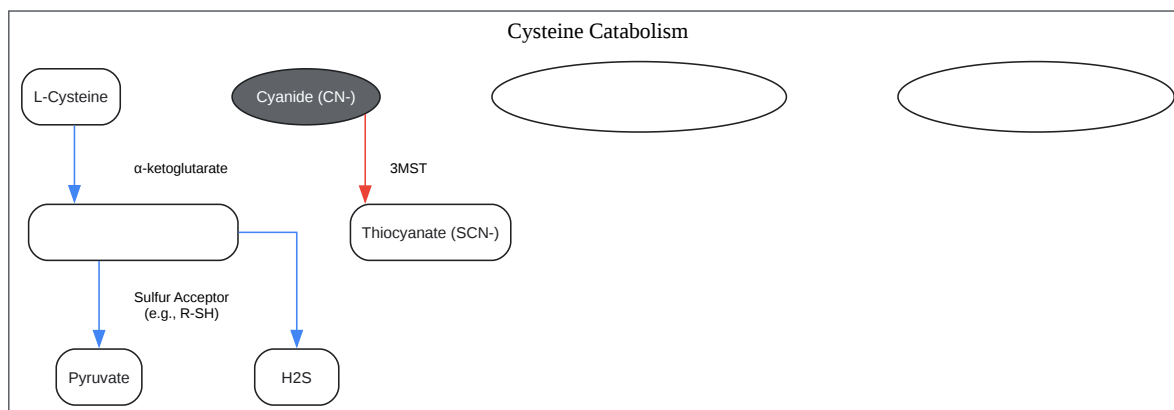 Cysteine Catabolism
L-Cysteine
Cyanide (CN-)
α-ketoglutarate
3MST
Thiocyanate (SCN-)
Sulfur Acceptor
(e.g., R-SH)
Pyruvate
H2S